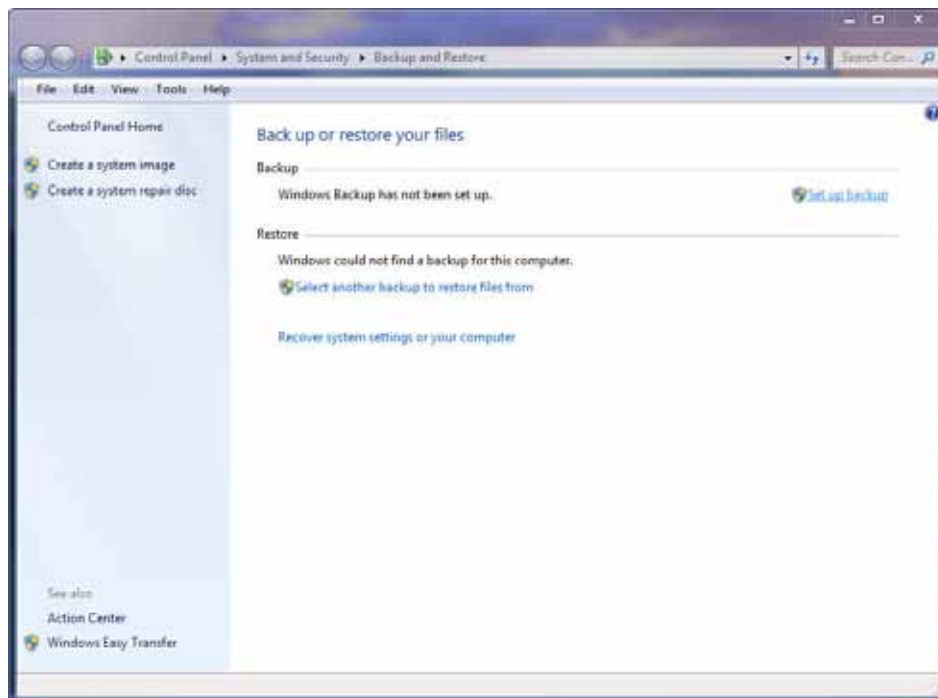 Control Panel ▸ System and Security ▸ Backup and Restore
Search Con...
File Edit View Tools Help
Control Panel Home
Create a system image
Create a system repair disc
Back up or restore your files
Backup
Windows Backup has not been set up.
Set up backup
Restore
Windows could not find a backup for this computer.
Select another backup to restore files from
Recover system settings or your computer
See also
Action Center
Windows Easy Transfer